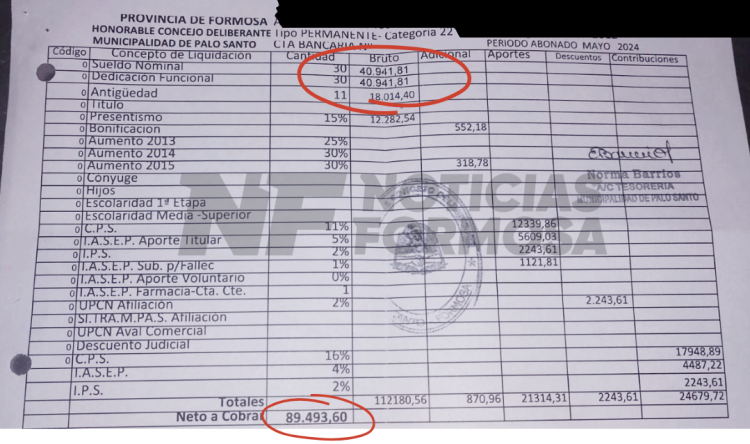 PROVINCIA DE FORMOSA
HONORABLE CONCEJO DELIBERANTE Tipo PERMANENTE- Categoria 22
MUNICIPALIDAD DE PALO SANTO CTA BANCARIA PERIODO ABONADO MAYO 2024
Código Concepto de Liquidación Cantidad Bruto Adicional Aportes Descuentos Contribuciones
0 Sueldo Nominal 30 40.941,81
0 Dedicacion Funcional 30 40.941,81
0 Antigüedad 11 18.014,40
0 Titulo
0 Presentismo 15% 12.282,54
0 Bonificacion 552,18
0 Aumento 2013 25%
0 Aumento 2014 30%
0 Aumento 2015 30% 318,78
0 Conyuge
0 Hijos
0 Escolaridad 1ª Etapa
0 Escolaridad Media -Superior
0 C.P.S. 11% 12339,86
0 I.A.S.E.P. Aporte Titular 5% 5609,03
0 I.P.S. 2% 2243,61
0 I.A.S.E.P. Sub. p/Fallec 1% 1121,81
0 I.A.S.E.P. Aporte Voluntario 0%
0 I.A.S.E.P. Farmacia-Cta. Cte. 1
0 UPCN Afiliacion 2% 2.243,61
0 SI.TRA.M.PA.S. Afiliacion
0 UPCN Aval Comercial
0 Descuento Judicial
0 C.P.S. 16% 17948,89
I.A.S.E.P. 4% 4487,22
I.P.S. 2% 2243,61
Totales 112180,56 870,96 21314,31 2243,61 24679,72
Neto a Cobrar 89.493,60
Norma Barrios
A/C TESORERIA
MUNICIPALIDAD DE PALO SANTO
NF NOTICIAS
FORMOSA